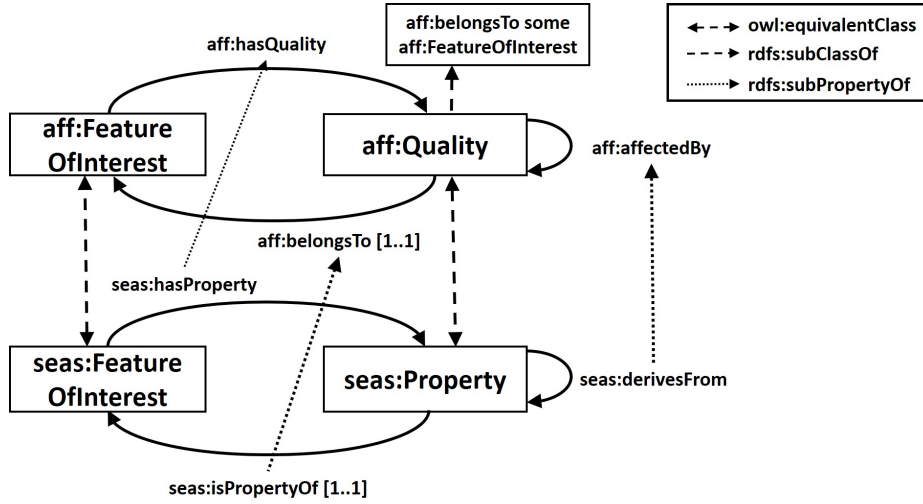 aff:belongsTo some
aff:FeatureOfInterest
owl:equivalentClass
rdfs:subClassOf
rdfs:subPropertyOf
aff:hasQuality
aff:Feature
OfInterest
aff:Quality
aff:affectedBy
aff:belongsTo [1..1]
seas:hasProperty
seas:Feature
OfInterest
seas:Property
seas:derivesFrom
seas:isPropertyOf [1..1]